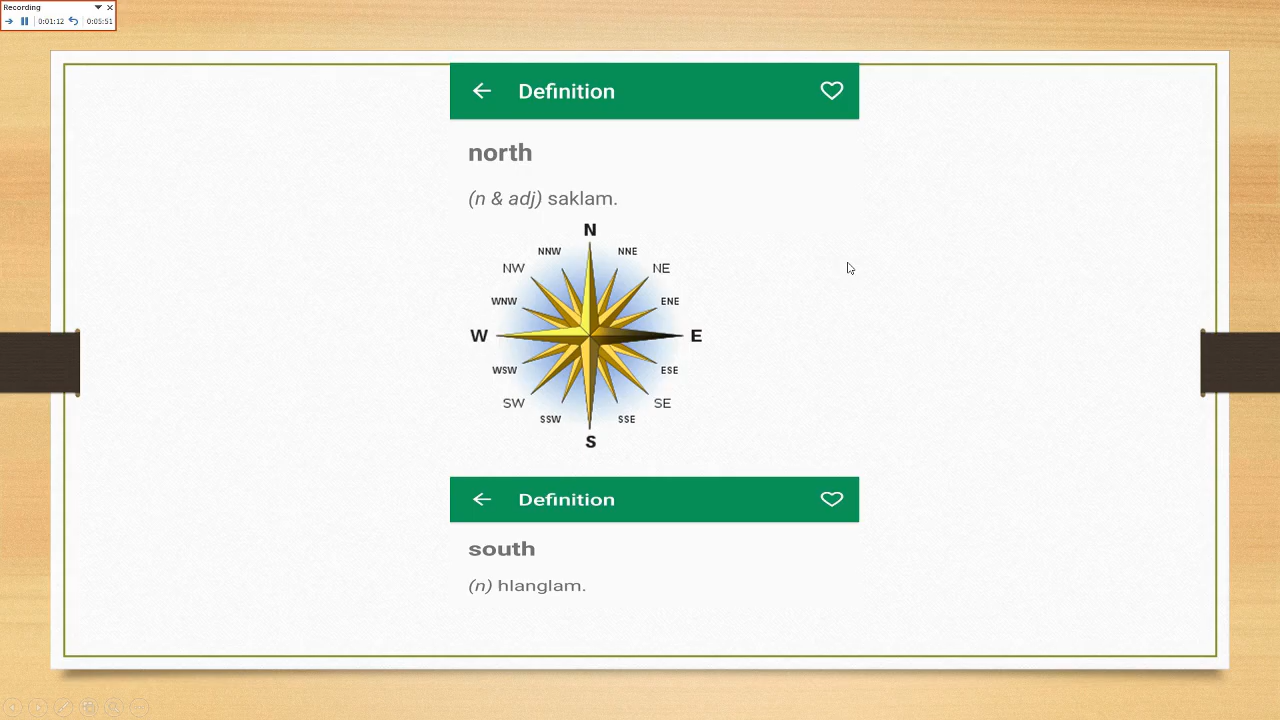 Recording
0:01:12 0:05:51
Definition
north
(n & adj) saklam.
N
NNW NNE
NW NE
WNW ENE
W E
WSW ESE
SW SE
SSW SSE
S
Definition
south
(n) hlanglam.